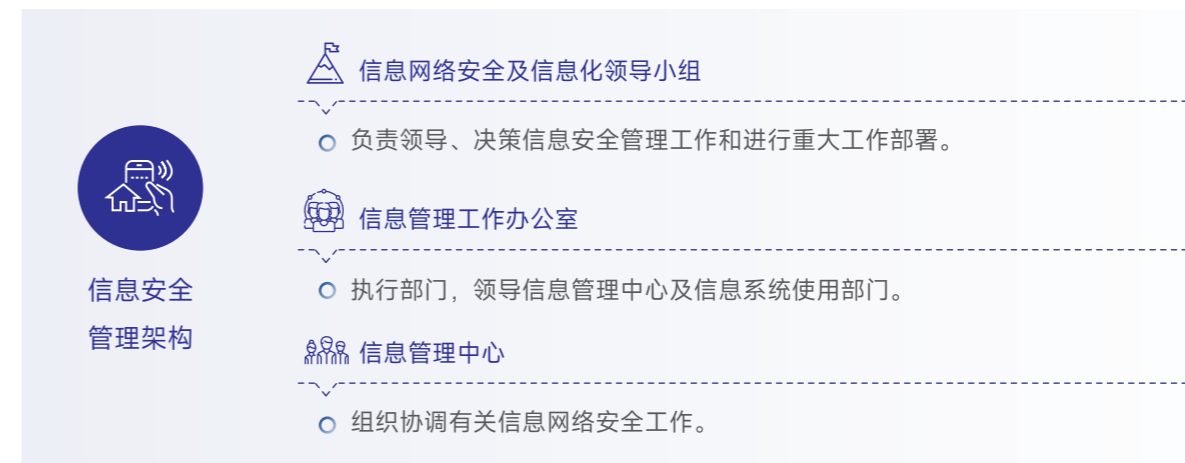 信息安全
管理架构
信息网络安全及信息化领导小组
负责领导、决策信息安全管理工作和进行重大工作部署。
信息管理工作办公室
执行部门，领导信息管理中心及信息系统使用部门。
信息管理中心
组织协调有关信息网络安全工作。